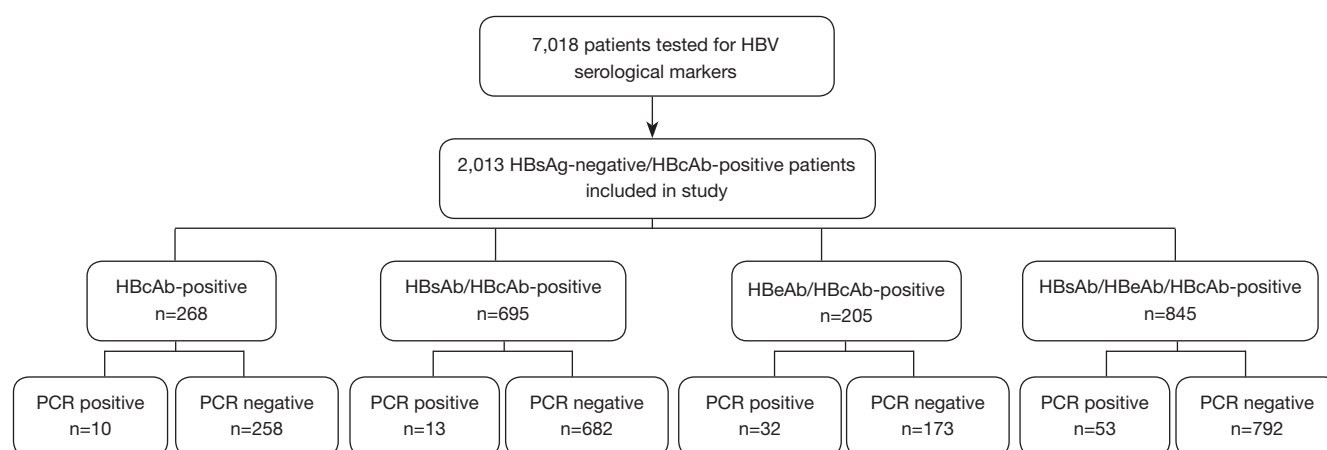 7,018 patients tested for HBV
serological markers
2,013 HBsAg-negative/HBcAb-positive patients
included in study
HBcAb-positive
n=268
HBsAb/HBcAb-positive
n=695
HBeAb/HBcAb-positive
n=205
HBsAb/HBeAb/HBcAb-positive
n=845
PCR positive
n=10
PCR negative
n=258
PCR positive
n=13
PCR negative
n=682
PCR positive
n=32
PCR negative
n=173
PCR positive
n=53
PCR negative
n=792